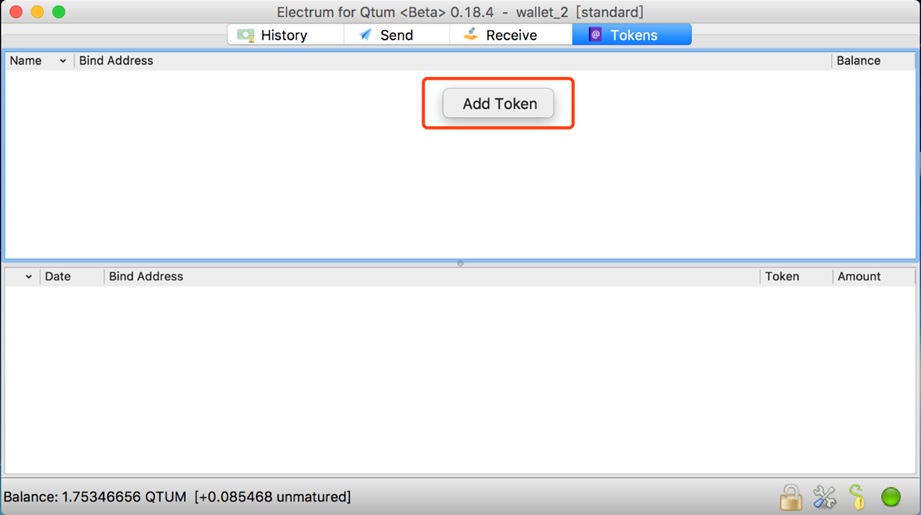 Electrum for Qtum <Beta> 0.18.4 - wallet_2 [standard]
History Send Receive Tokens
Name Bind Address Balance
Add Token
Date Bind Address Token Amount
Balance: 1.75346656 QTUM [+0.085468 unmatured]